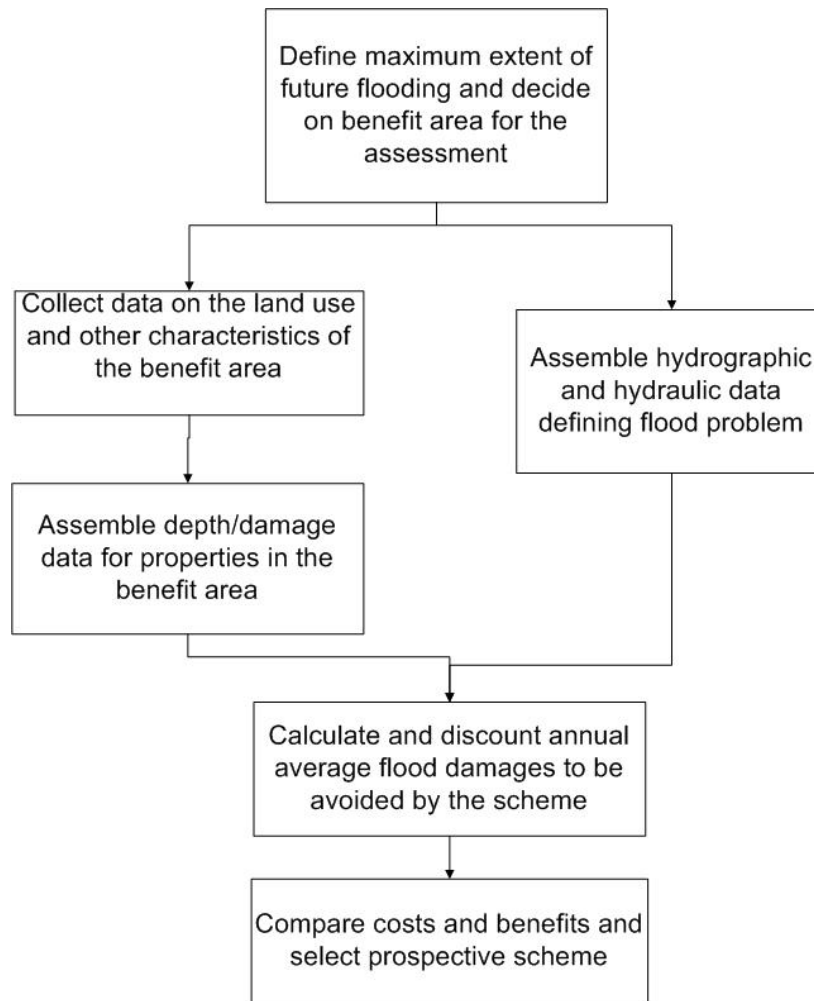 Define maximum extent of
future flooding and decide
on benefit area for the
assessment
Collect data on the land use
and other characteristics of
the benefit area
Assemble hydrographic
and hydraulic data
defining flood problem
Assemble depth/damage
data for properties in the
benefit area
Calculate and discount annual
average flood damages to be
avoided by the scheme
Compare costs and benefits and
select prospective scheme